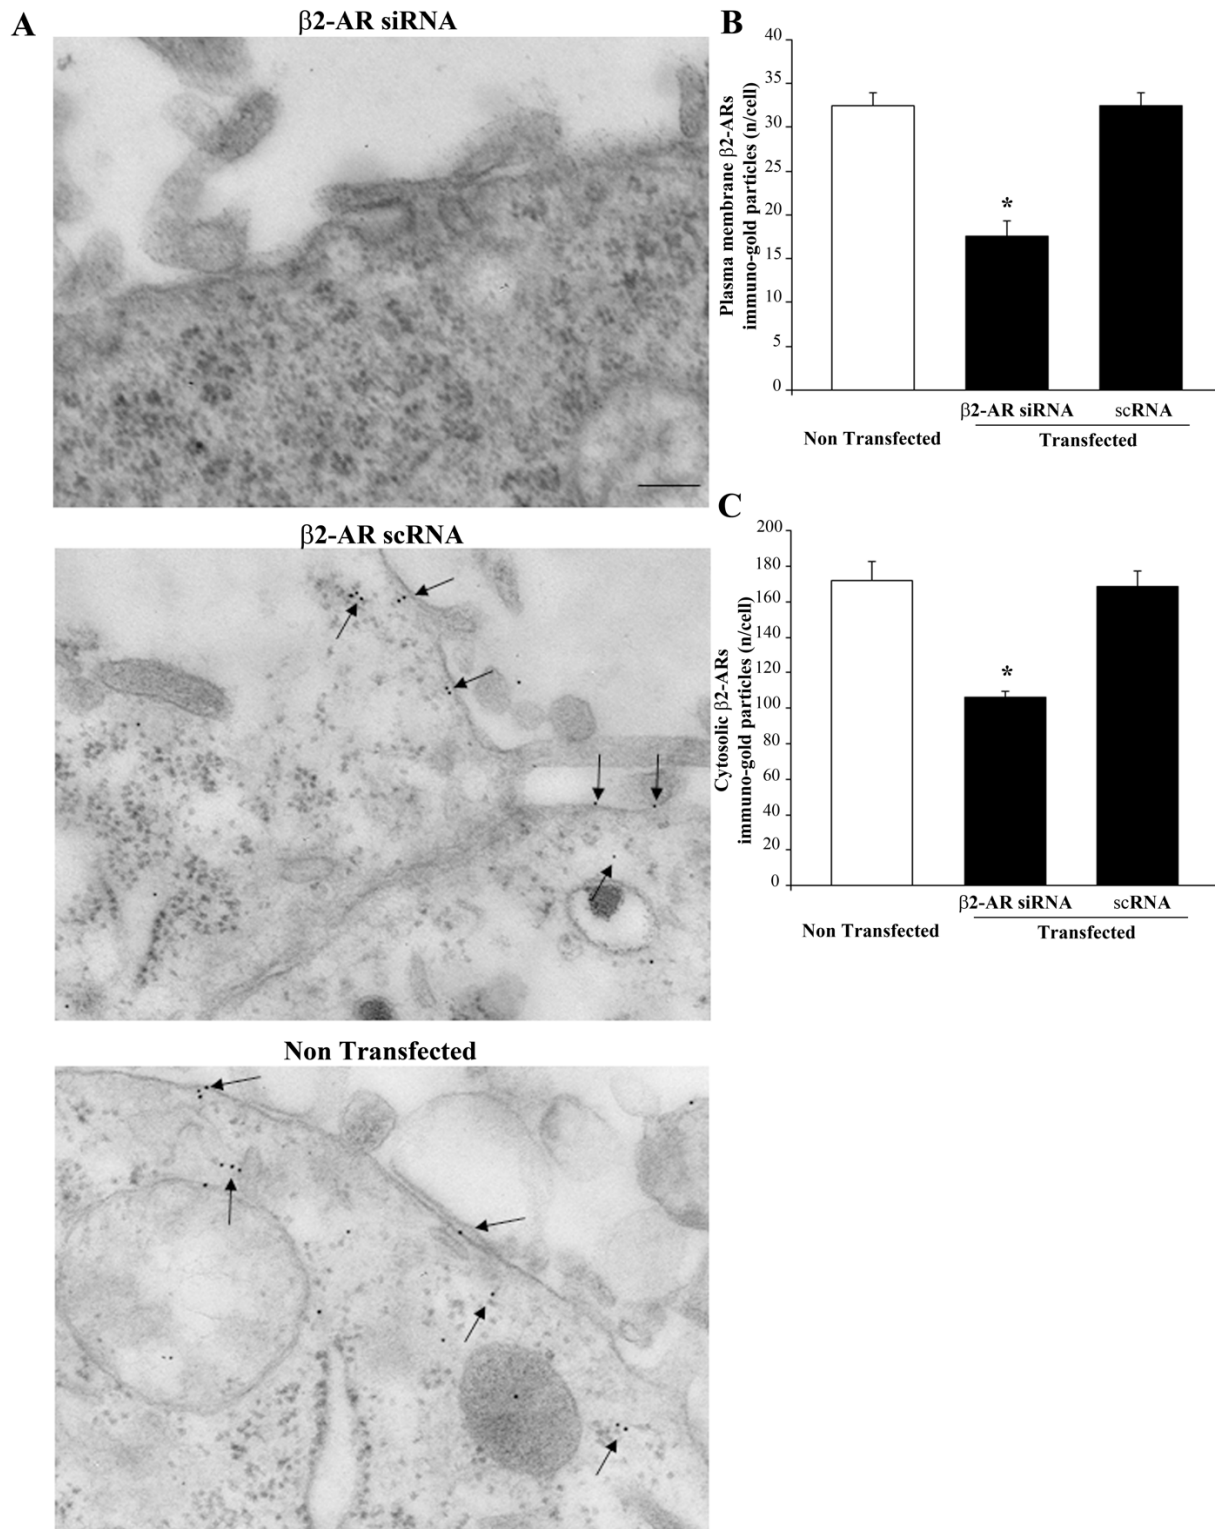 A
β2-AR siRNA
β2-AR scRNA
Non Transfected
B
Plasma membrane β2-ARs
immuno-gold particles (n/cell)
40
35
30
25
20
15
10
5
0
*
β2-AR siRNA scRNA
Non Transfected Transfected
C
Cytosolic β2-ARs
immuno-gold particles (n/cell)
200
180
160
140
120
100
80
60
40
20
0
*
β2-AR siRNA scRNA
Non Transfected Transfected